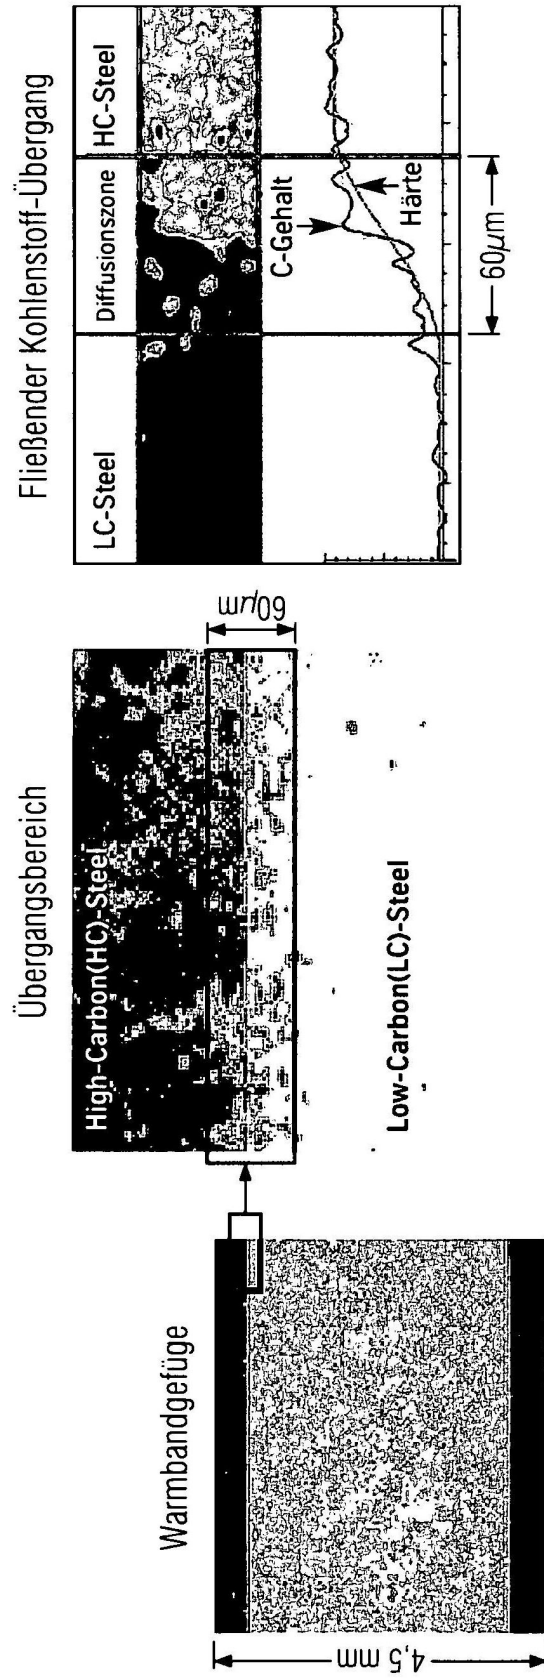 Warmbandgefüge
4,5 mm
Übergangsbereich
High-Carbon(HC)-Steel
60µm
Low-Carbon(LC)-Steel
Fließender Kohlenstoff-Übergang
LC-Steel
Diffusionszone
HC-Steel
C-Gehalt
Härte
60µm